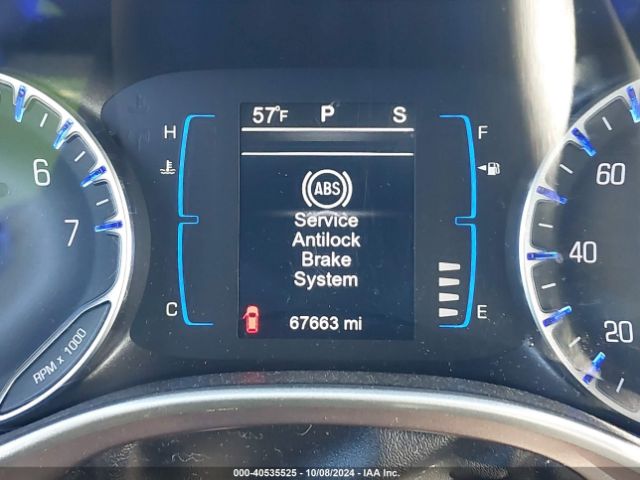 57°F P S
H
F
6
7
C
E
60
40
20
RPM x 1000
ABS
Service
Antilock
Brake
System
67663 mi
000-40535525 - 10/08/2024 - IAA Inc.